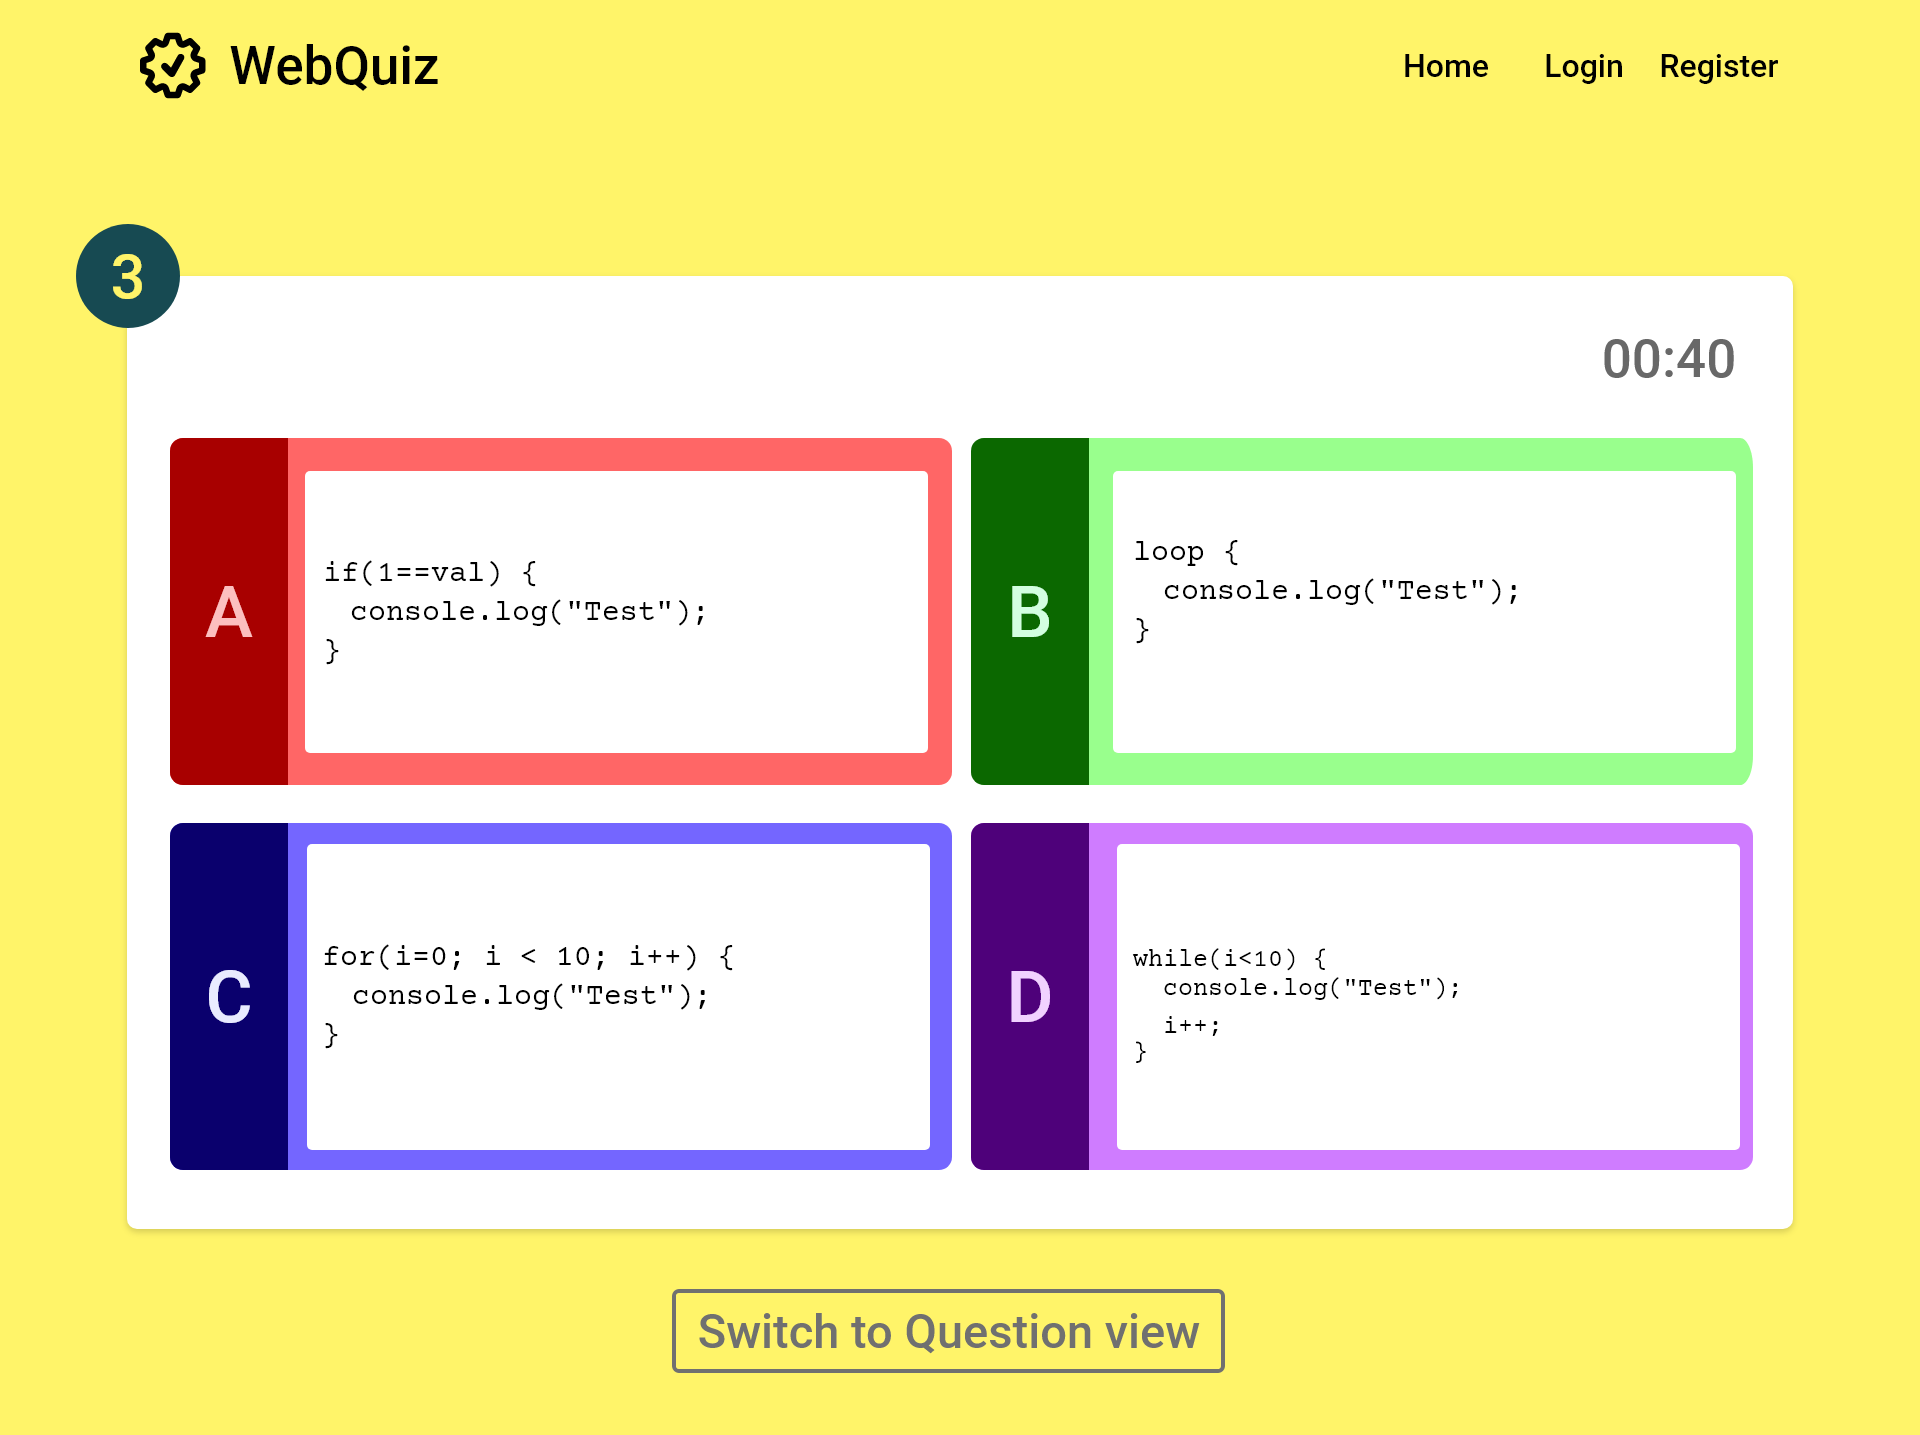 WebQuiz
Home Login Register
3
00:40
A
if(1==val) {
  console.log("Test");
}
B
loop {
  console.log("Test");
}
C
for(i=0; i < 10; i++) {
  console.log("Test");
}
D
while(i<10) {
  console.log("Test");
  i++;
}
Switch to Question view